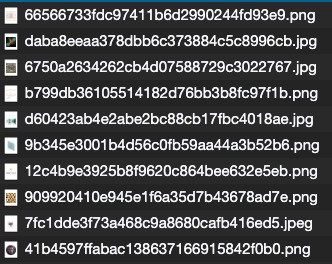 66566733fdc97411b6d2990244fd93e9.png
daba8eeaa378dbb6c373884c5c8996cb.jpg
6750a2634262cb4d07588729c3022767.jpg
b799db36105514182d76bb3b8fc97f1b.png
d60423ab4e2abe2bc88cb17fbc4018ae.jpg
9b345e3001b4d56c0fb59aa44a3b52b6.png
12c4b9e3925b8f9620c864bee632e5eb.png
909920410e945e1f6a35d7b43678ad7e.png
7fc1dde3f73a468c9a8680cafb416ed5.jpeg
41b4597ffabac138637166915842f0b0.png